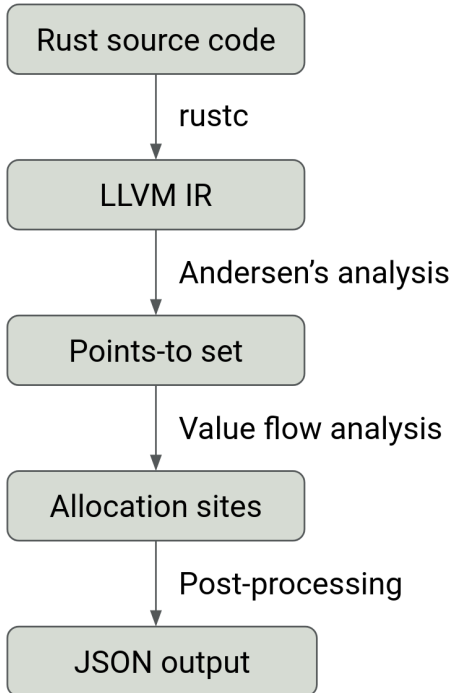 Rust source code
rustc
LLVM IR
Andersen’s analysis
Points-to set
Value flow analysis
Allocation sites
Post-processing
JSON output